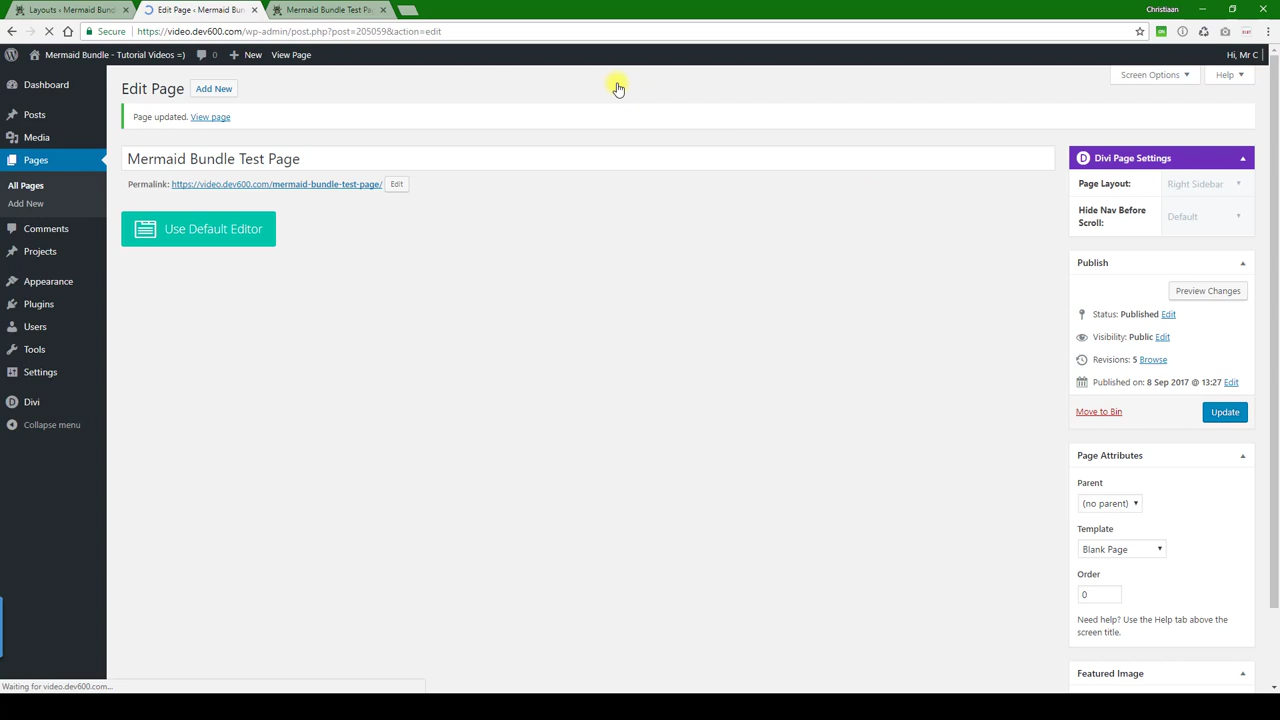 Layouts ‹ Mermaid Bund
Edit Page ‹ Mermaid Bun
Mermaid Bundle Test Pag
Christiaan
Secure
https://video.dev600.com/wp-admin/post.php?post=205059&action=edit
Mermaid Bundle - Tutorial Videos =)
0
New
View Page
Hi, Mr C
Dashboard
Posts
Media
Pages
All Pages
Add New
Comments
Projects
Appearance
Plugins
Users
Tools
Settings
Divi
Collapse menu
Edit Page
Add New
Screen Options
Help
Page updated. View page
Mermaid Bundle Test Page
Permalink: https://video.dev600.com/mermaid-bundle-test-page/
Edit
Use Default Editor
D Divi Page Settings
Page Layout:
Right Sidebar
Hide Nav Before
Scroll:
Default
Publish
Preview Changes
Status: Published Edit
Visibility: Public Edit
Revisions: 5 Browse
Published on: 8 Sep 2017 @ 13:27 Edit
Move to Bin
Update
Page Attributes
Parent
(no parent)
Template
Blank Page
Order
0
Need help? Use the Help tab above the
screen title.
Featured Image
Waiting for video.dev600.com...